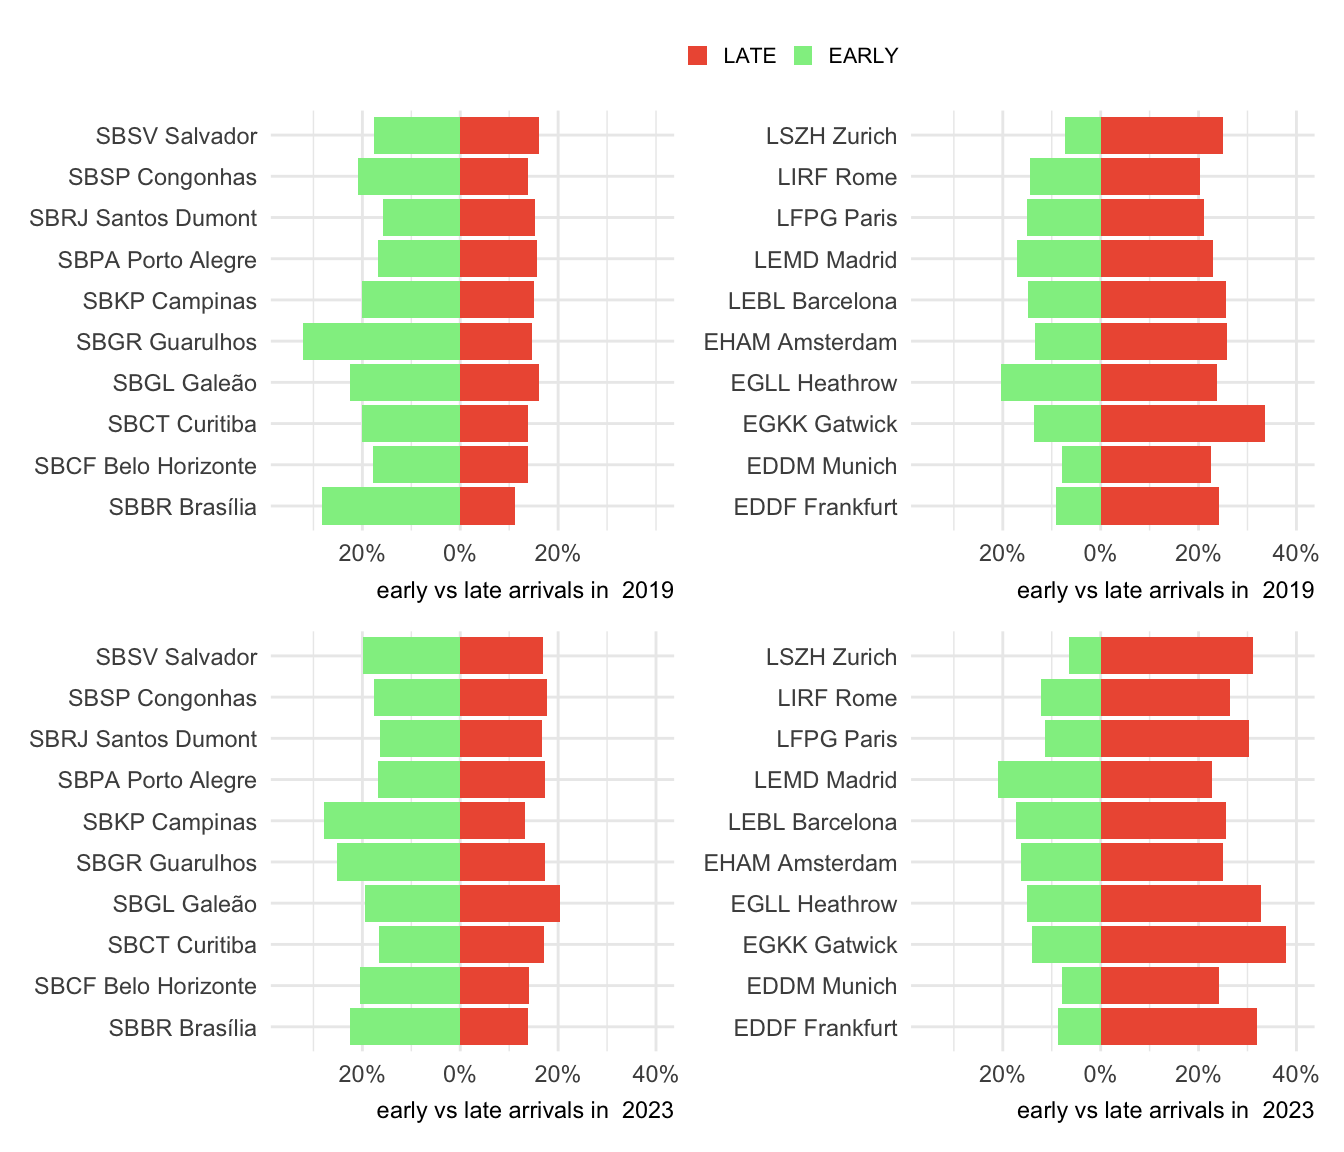 LATE EARLY
SBSV Salvador
SBSP Congonhas
SBRJ Santos Dumont
SBPA Porto Alegre
SBKP Campinas
SBGR Guarulhos
SBGL Galeão
SBCT Curitiba
SBCF Belo Horizonte
SBBR Brasília
20% 0% 20%
early vs late arrivals in 2019
LSZH Zurich
LIRF Rome
LFPG Paris
LEMD Madrid
LEBL Barcelona
EHAM Amsterdam
EGLL Heathrow
EGKK Gatwick
EDDM Munich
EDDF Frankfurt
20% 0% 20% 40%
early vs late arrivals in 2019
SBSV Salvador
SBSP Congonhas
SBRJ Santos Dumont
SBPA Porto Alegre
SBKP Campinas
SBGR Guarulhos
SBGL Galeão
SBCT Curitiba
SBCF Belo Horizonte
SBBR Brasília
20% 0% 20% 40%
early vs late arrivals in 2023
LSZH Zurich
LIRF Rome
LFPG Paris
LEMD Madrid
LEBL Barcelona
EHAM Amsterdam
EGLL Heathrow
EGKK Gatwick
EDDM Munich
EDDF Frankfurt
20% 0% 20% 40%
early vs late arrivals in 2023